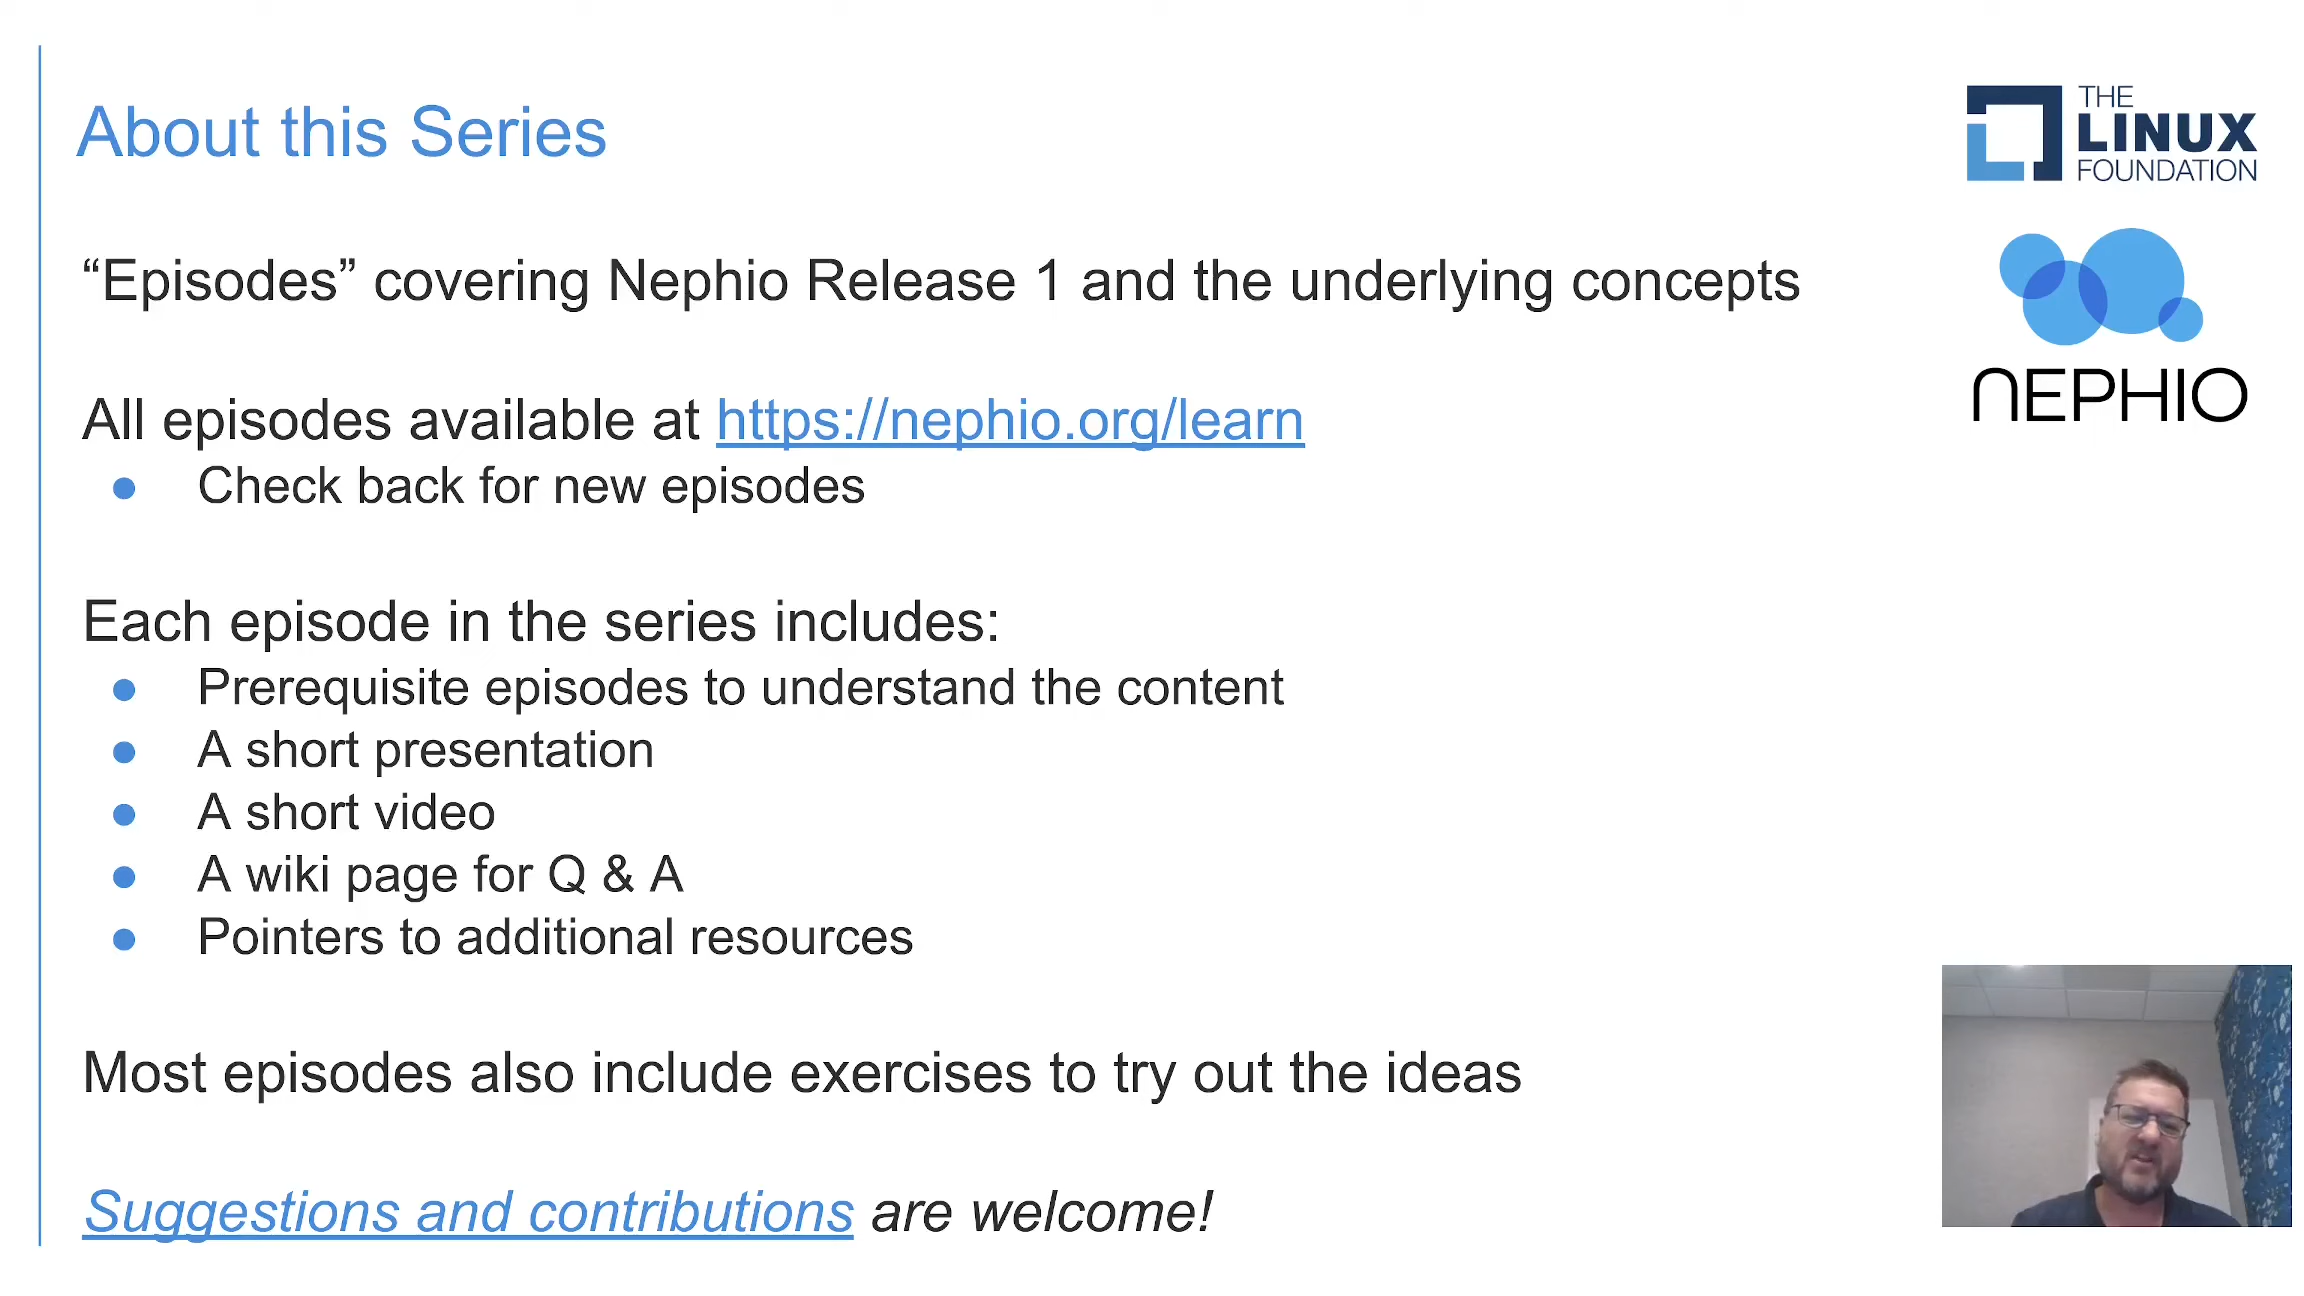 About this Series
THE
LINUX
FOUNDATION
“Episodes” covering Nephio Release 1 and the underlying concepts
NEPHIO
All episodes available at https://nephio.org/learn
● Check back for new episodes
Each episode in the series includes:
● Prerequisite episodes to understand the content
● A short presentation
● A short video
● A wiki page for Q & A
● Pointers to additional resources
Most episodes also include exercises to try out the ideas
Suggestions and contributions are welcome!